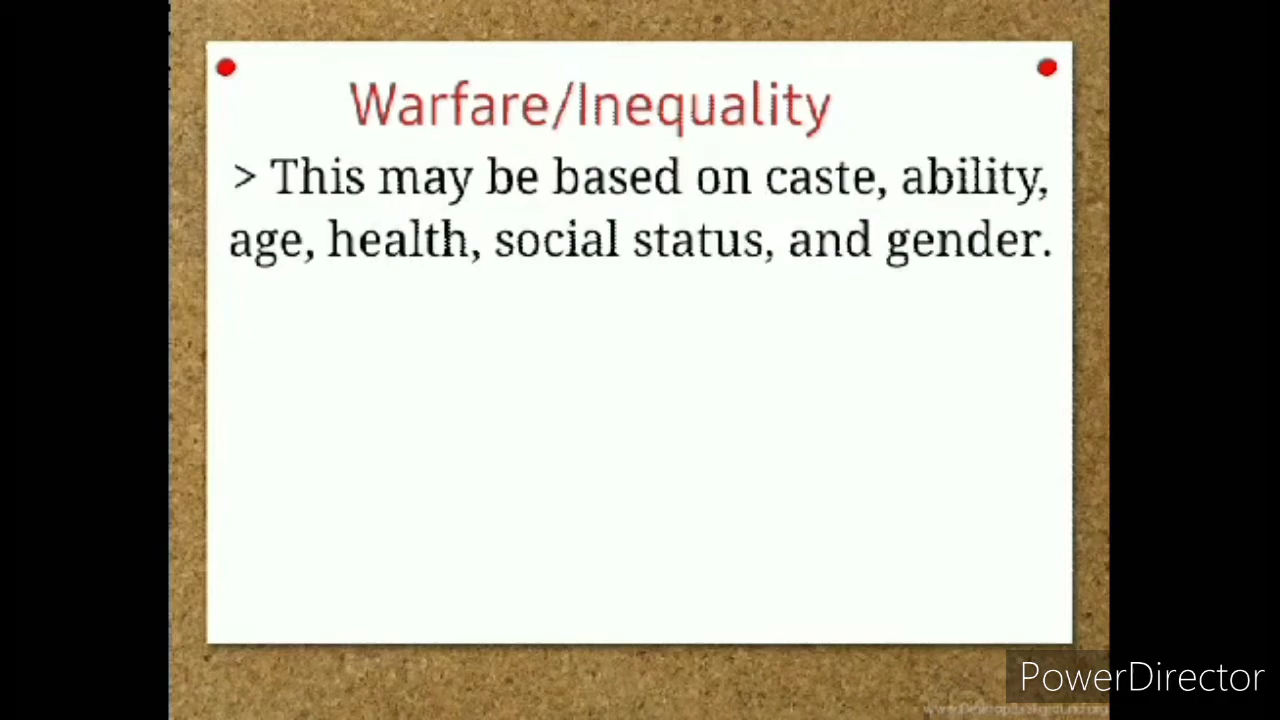 Warfare/Inequality
> This may be based on caste, ability,
age, health, social status, and gender.
PowerDirector